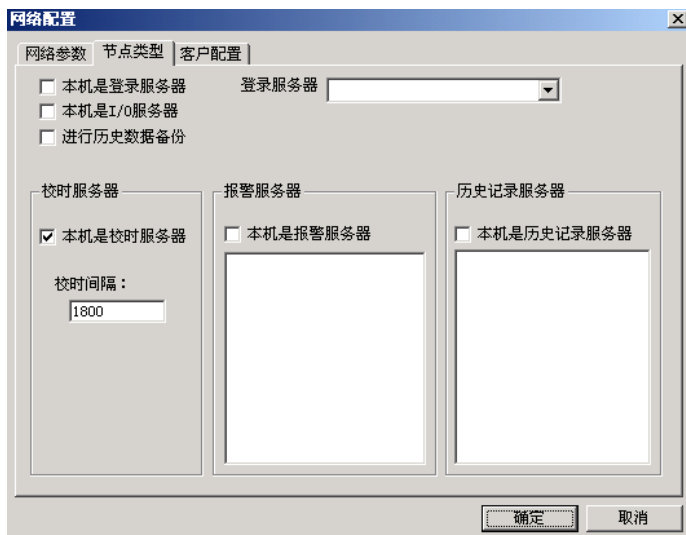 网络配置
网络参数 节点类型 客户配置
本机是登录服务器 登录服务器
本机是I/O服务器
进行历史数据备份
校时服务器 报警服务器 历史记录服务器
本机是校时服务器 本机是报警服务器 本机是历史记录服务器
校时间隔：
1800
确定 取消